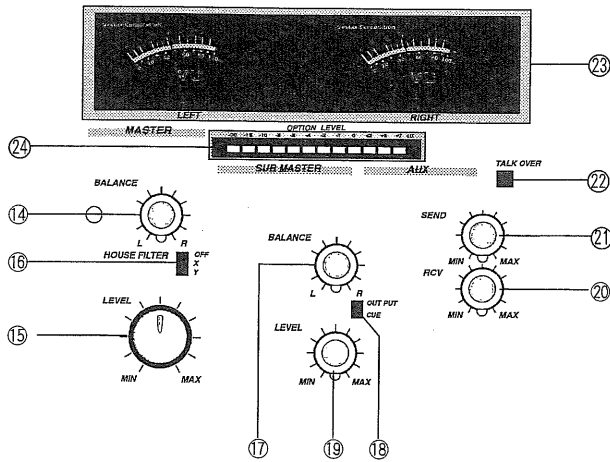 VU VU
LEFT RIGHT
23
MASTER
OPTION LEVEL
24
SUB MASTER AUX
TALK OVER
22
BALANCE
14
L R
SEND
21
MIN MAX
16
HOUSE FILTER
OFF
X
Y
BALANCE
L R
RCV
20
MIN MAX
OUT PUT
CUE
LEVEL
15
MIN MAX
LEVEL
MIN MAX
17 19 18